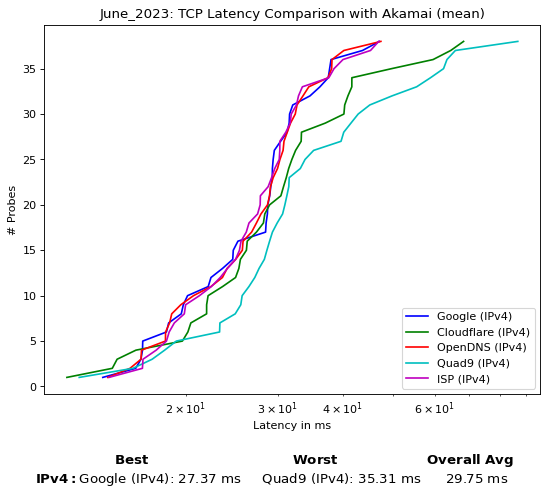 June_2023: TCP Latency Comparison with Akamai (mean)
# Probes
35
30
25
20
15
10
5
0
Google (IPv4)
Cloudflare (IPv4)
OpenDNS (IPv4)
Quad9 (IPv4)
ISP (IPv4)
2 × 10¹ 3 × 10¹ 4 × 10¹ 6 × 10¹
Latency in ms
Best Worst Overall Avg
IPv4: Google (IPv4): 27.37 ms Quad9 (IPv4): 35.31 ms 29.75 ms